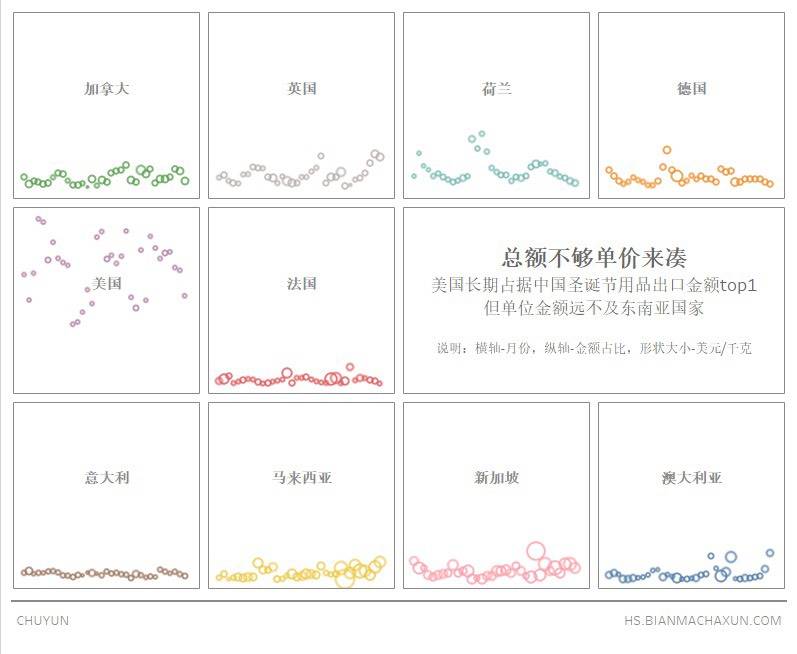 加拿大
英国
荷兰
德国
美国
法国
总额不够单价来凑
美国长期占据中国圣诞节用品出口金额top1
但单位金额远不及东南亚国家
说明：横轴-月份，纵轴-金额占比，形状大小-美元/千克
意大利
马来西亚
新加坡
澳大利亚
CHUYUN
HS.BIANMACHAXUN.COM